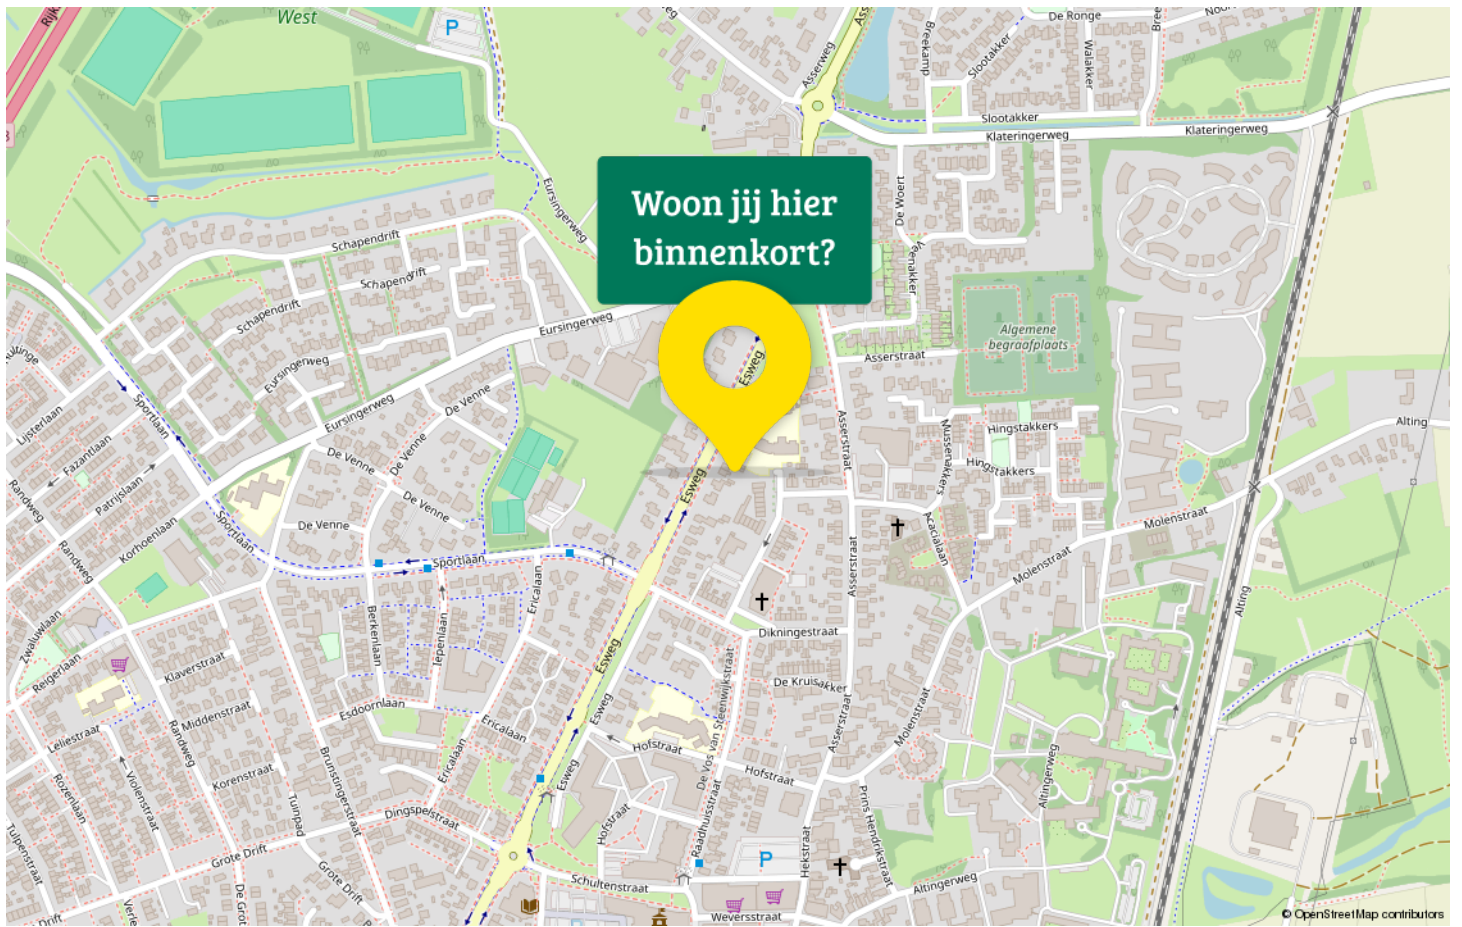 West
P
De Ronge
Slootakker
Walakker
Breekamp
Asserweg
Slootakker
Klateringerweg
Klateringerweg
De Woert
Eursingerweg
Woon jij hier
binnenkort?
Schapendrift
Schapendrift
Schapendrift
Eursingerweg
Eursingerweg
Eursingerweg
Algemene
begraafplaats
Asserstraat
Esweg
De Venne
De Venne
De Venne
De Venne
De Venne
Sportlaan
Lijsterlaan
Fazantlaan
Patrijslaan
Korhoenlaan
Randweg
Randweg
Sportlaan
Sportlaan
Esweg
Asserstraat
Hingstakkers
Hingstakkers
Mussenakkers
Acacialaan
Alting
Molenstraat
Molenstraat
Alting
Asserstraat
Zwaluwlaan
Reigerlaan
Klaverstraat
Berkenlaan
Iepenlaan
Ericalaan
Esweg
Dikningestraat
De Kruisakker
De Vos van Steenwijkstraat
Asserstraat
Molenstraat
Middenstraat
Esdoornlaan
Ericalaan
Ericalaan
Esweg
Hofstraat
Hofstraat
Hofstraat
Leliestraat
Randweg
Korenstraat
Brunstingerstraat
Rozenlaan
Violenstraat
Tuinpad
Tulpenstraat
Dingspelstraat
Esweg
Raadhuisstraat
Prins Hendrikstraat
Altingerweg
Grote Drift
Grote Drift
P
Hekstraat
Schultenstraat
Altingerweg
Weversstraat
© OpenStreetMap contributors